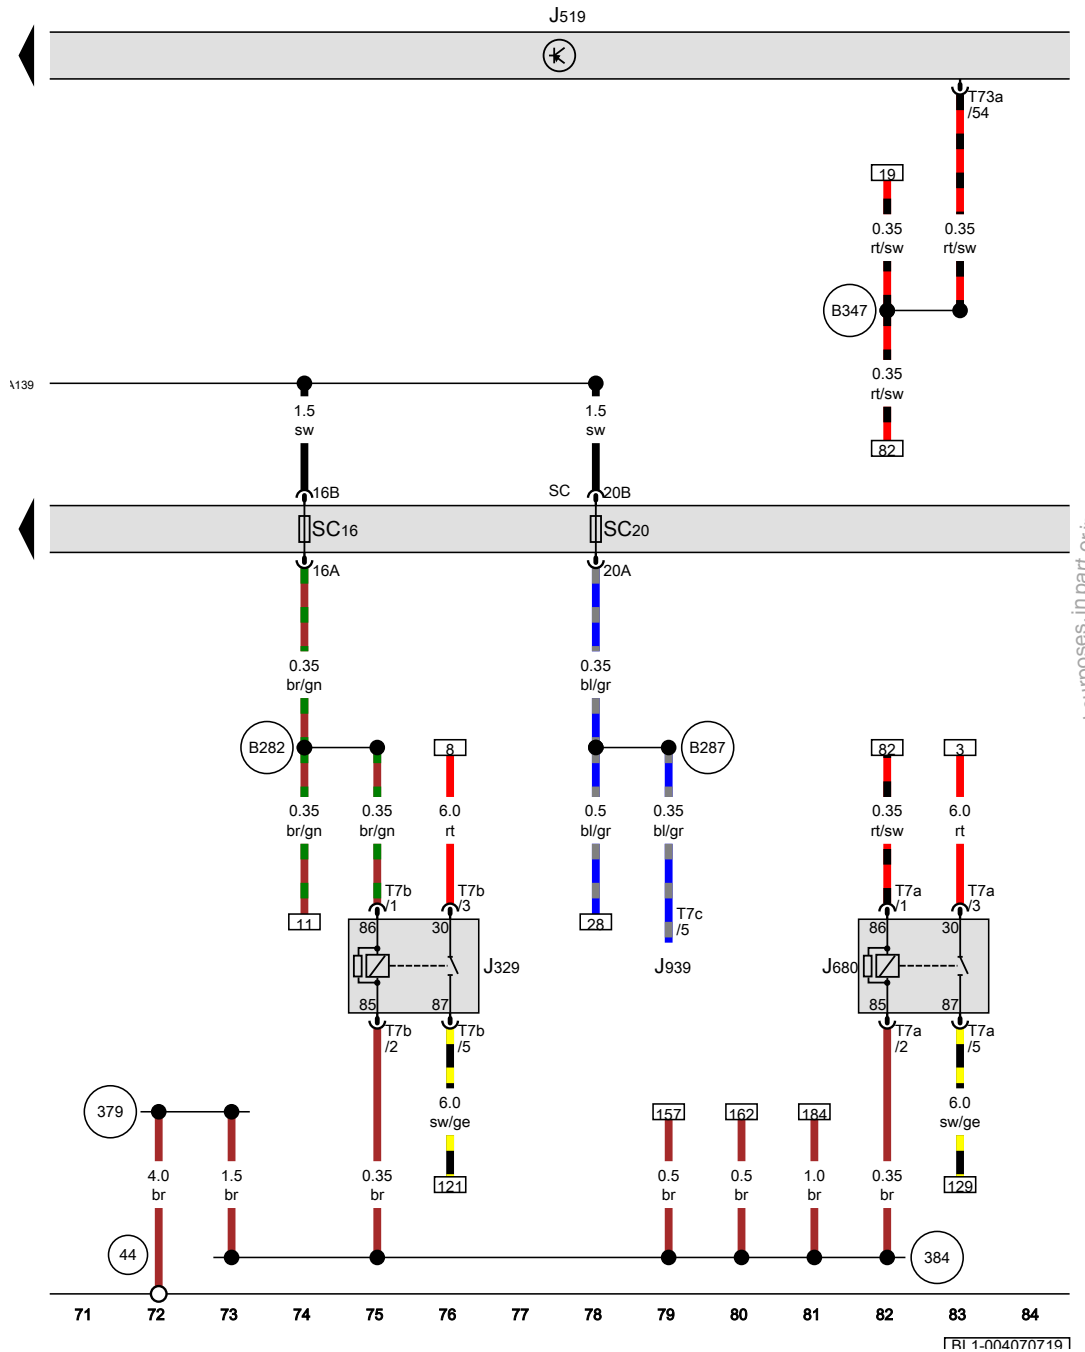 J519
T73a
/54
19
0.35
rt/sw
0.35
rt/sw
B347
0.35
rt/sw
82
A139
1.5
sw
1.5
sw
16B
SC
20B
SC16
SC20
16A
20A
0.35
br/gn
0.35
bl/gr
B282
8
B287
82
3
0.35
br/gn
0.35
br/gn
6.0
rt
0.5
bl/gr
0.35
bl/gr
0.35
rt/sw
6.0
rt
T7b
/1
T7b
/3
T7a
/1
T7a
/3
11
28
T7c
/5
86
30
86
30
J329
J939
J680
85
87
85
87
T7b
/2
T7b
/5
T7a
/2
T7a
/5
379
157
162
184
6.0
sw/ge
6.0
sw/ge
4.0
br
1.5
br
0.35
br
121
0.5
br
0.5
br
1.0
br
0.35
br
129
44
384
71 72 73 74 75 76 77 78 79 80 81 82 83 84
BL1-004070719
purposes, in part or in